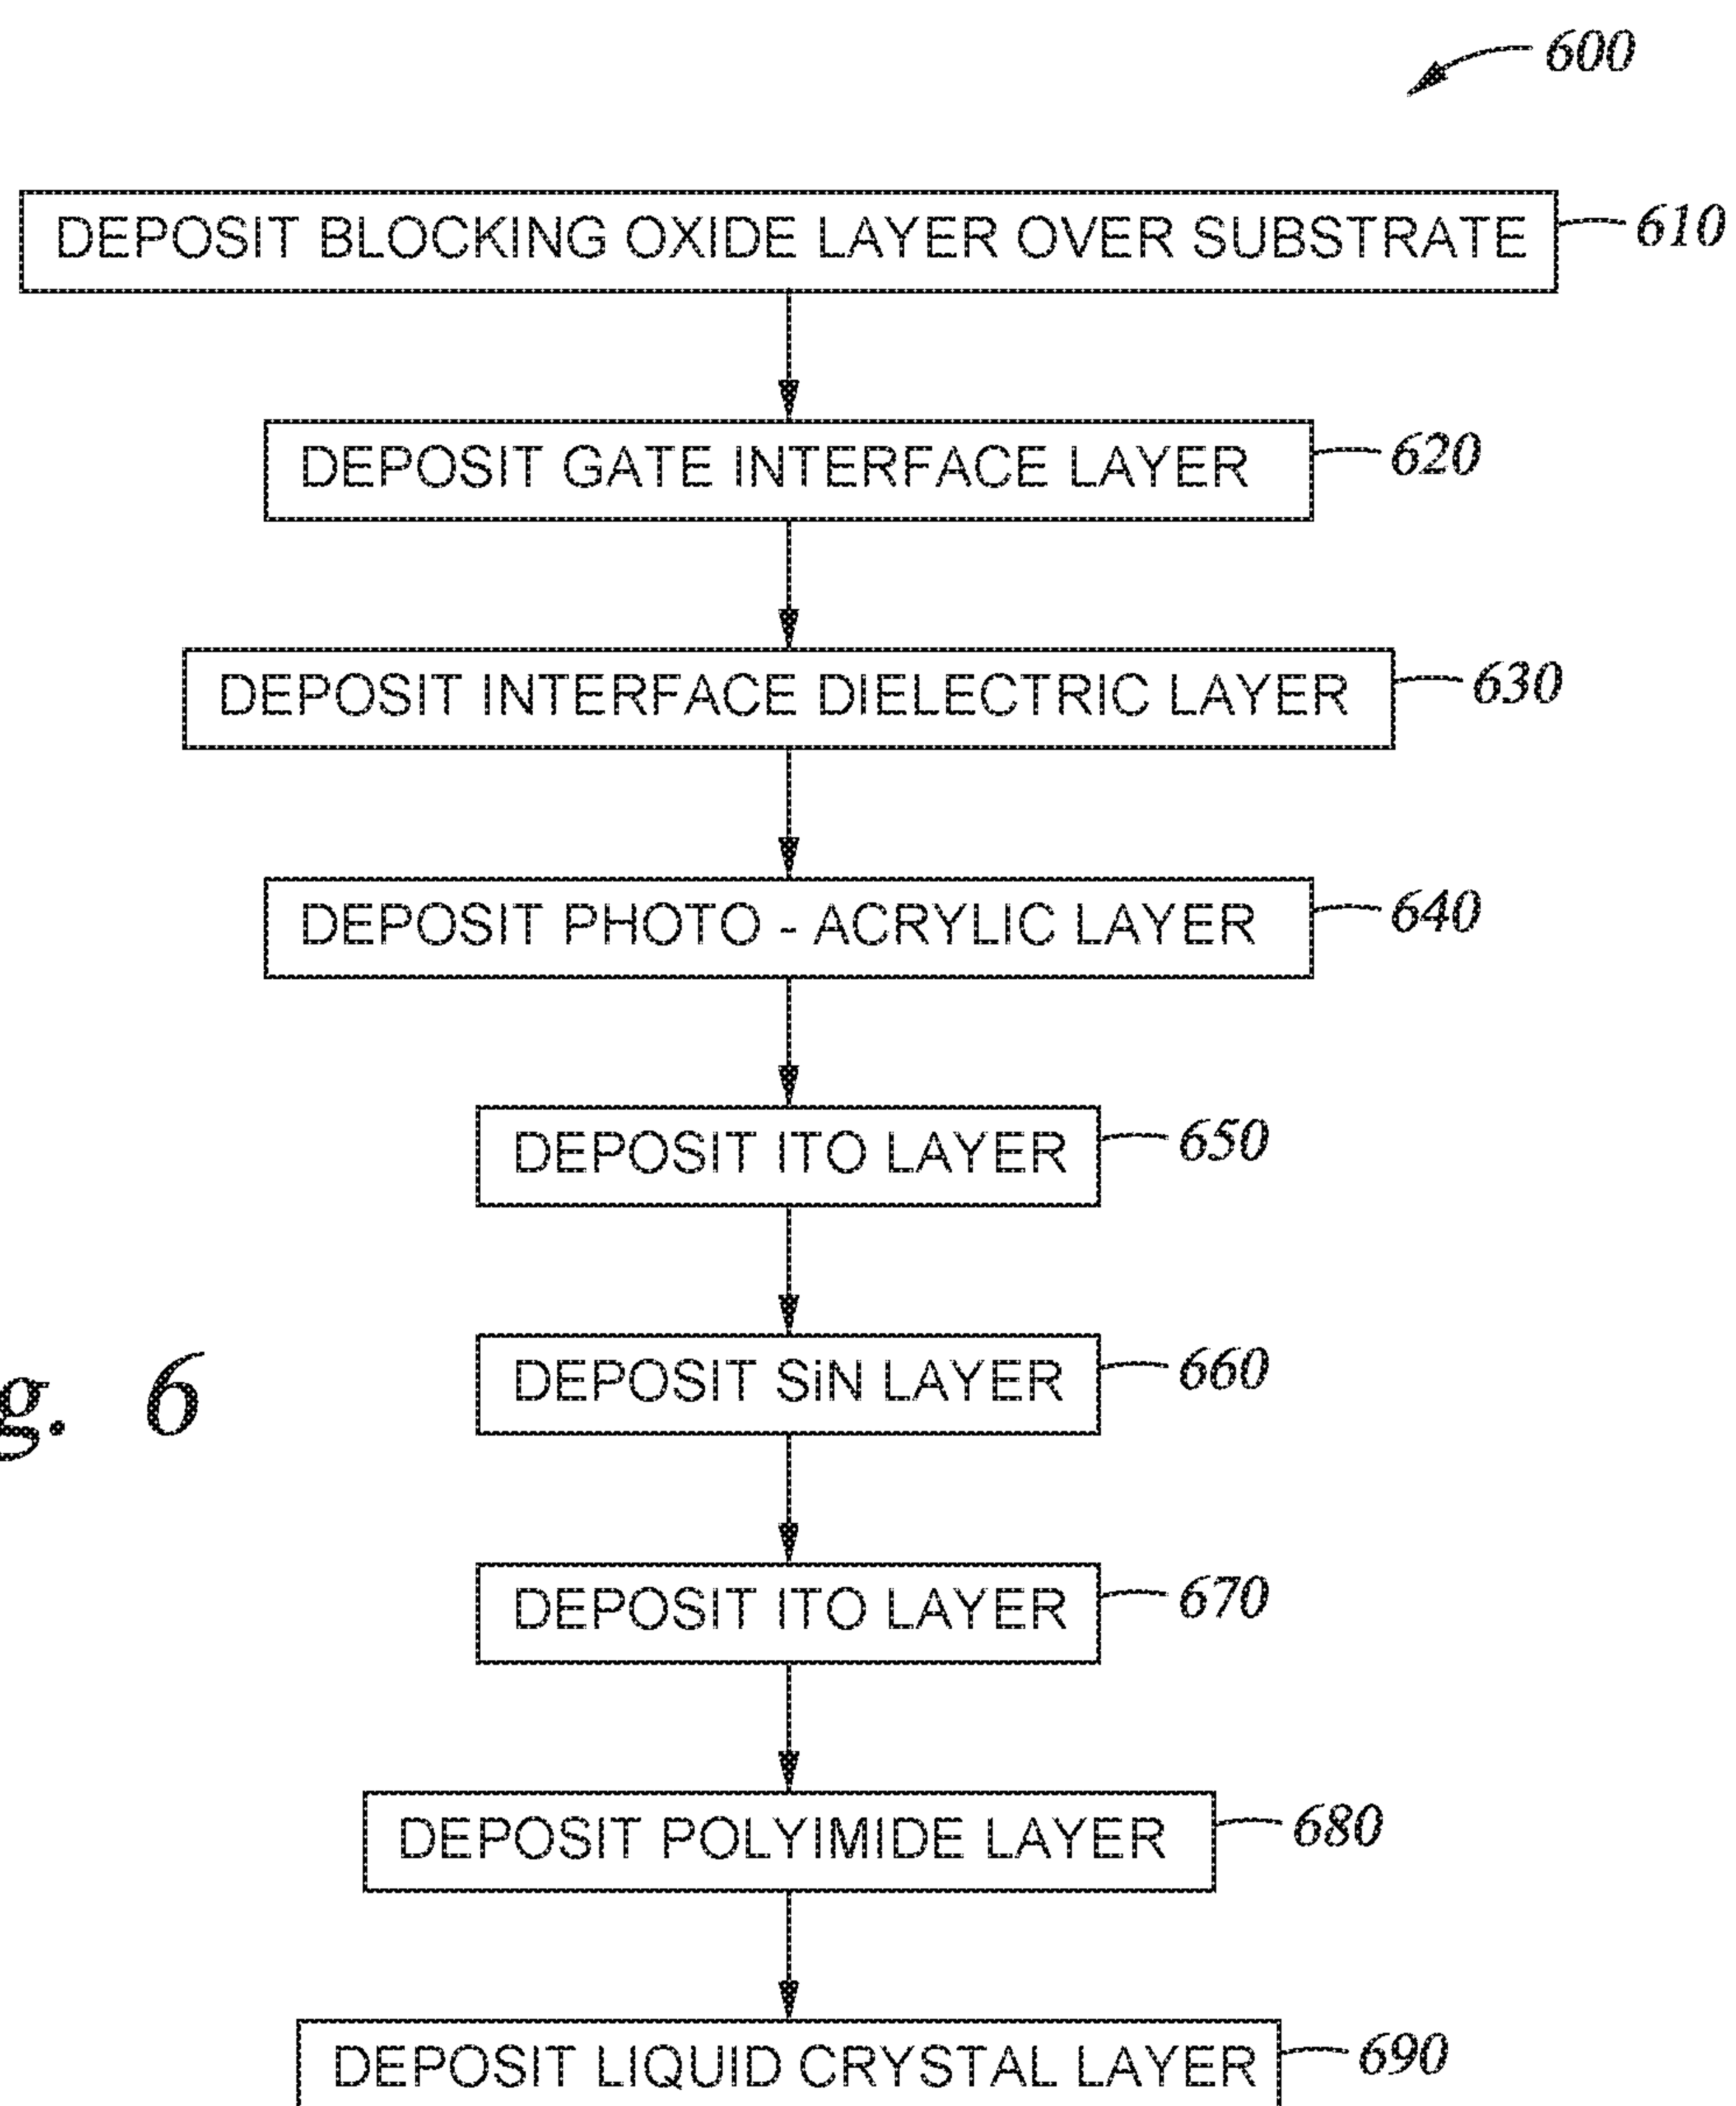 600
DEPOSIT BLOCKING OXIDE LAYER OVER SUBSTRATE 610
DEPOSIT GATE INTERFACE LAYER 620
DEPOSIT INTERFACE DIELECTRIC LAYER 630
DEPOSIT PHOTO - ACRYLIC LAYER 640
DEPOSIT ITO LAYER 650
DEPOSIT SiN LAYER 660
g. 6
DEPOSIT ITO LAYER 670
DEPOSIT POLYIMIDE LAYER 680
DEPOSIT LIQUID CRYSTAL LAYER 690